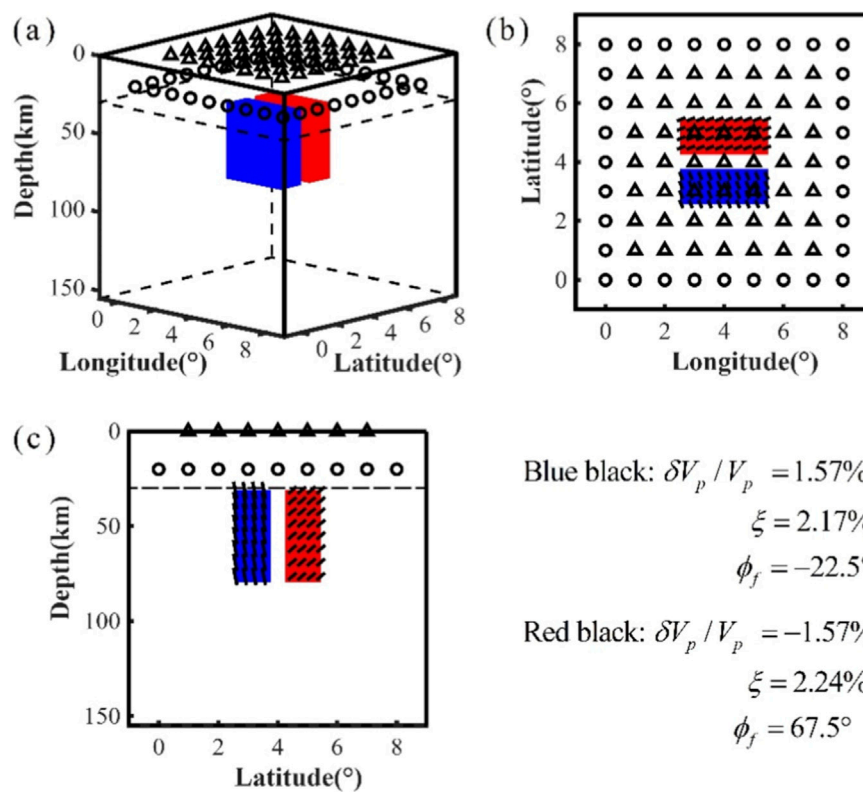 (a)
0
50
100
150
Depth(km)
0 2 4 6 8
Longitude(°)
0 2 4 6 8
Latitude(°)
(b)
8
6
4
2
0
Latitude(°)
0 2 4 6 8
Longitude(°)
(c)
0
50
100
150
Depth(km)
0 2 4 6 8
Latitude(°)
Blue black: δV_p / V_p = 1.57%
ξ = 2.17%
ϕ_f = −22.5°
Red black: δV_p / V_p = −1.57%
ξ = 2.24%
ϕ_f = 67.5°